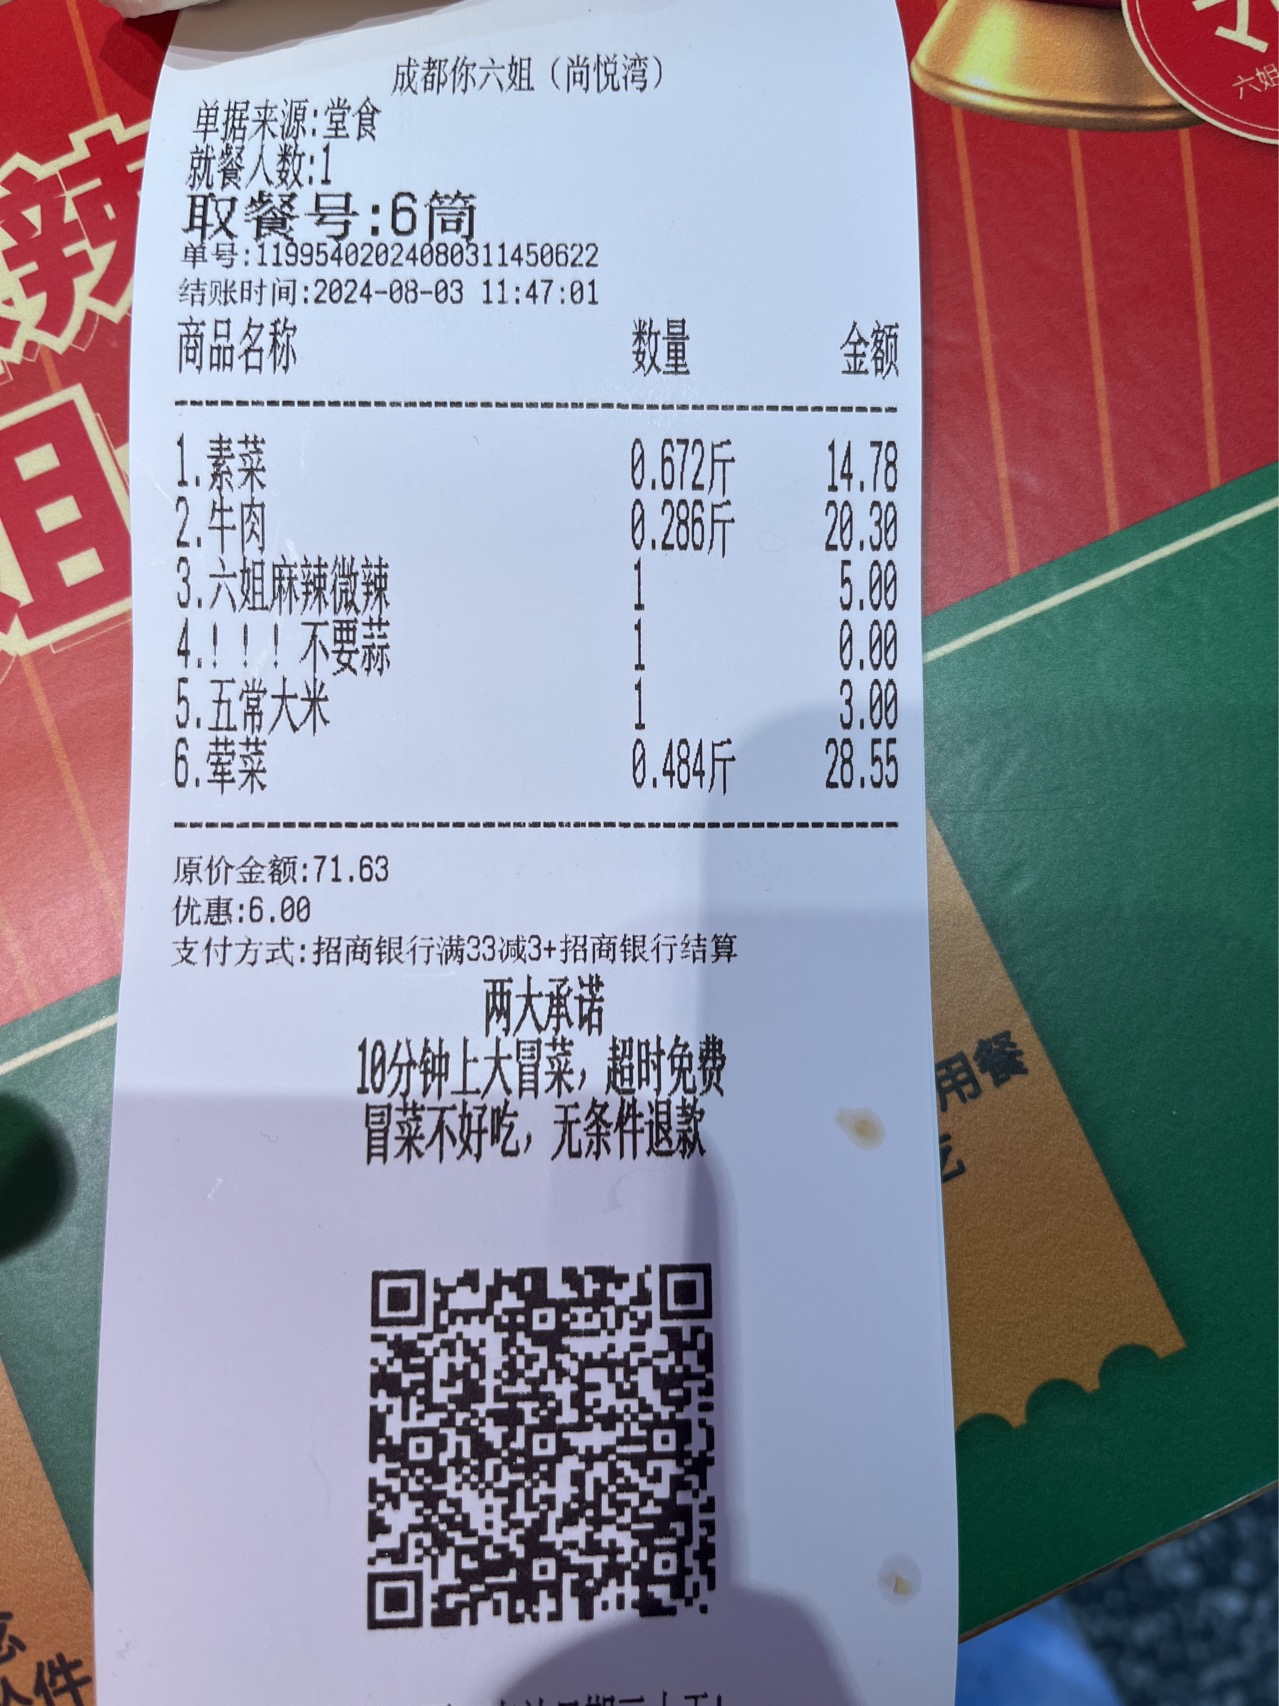 成都你六姐（尚悦湾）
单据来源:堂食
就餐人数:1
取餐号:6筒
单号:11995402024080311450622
结账时间:2024-08-03 11:47:01
商品名称 数量 金额
1.素菜 0.672斤 14.78
2.牛肉 0.286斤 20.30
3.六姐麻辣微辣 1 5.00
4.！！！不要蒜 1 0.00
5.五常大米 1 3.00
6.荤菜 0.484斤 28.55
原价金额:71.63
优惠:6.00
支付方式:招商银行满33减3+招商银行结算
两大承诺
10分钟上大冒菜，超时免费
冒菜不好吃，无条件退款
辣
姐
六姐
用餐
件